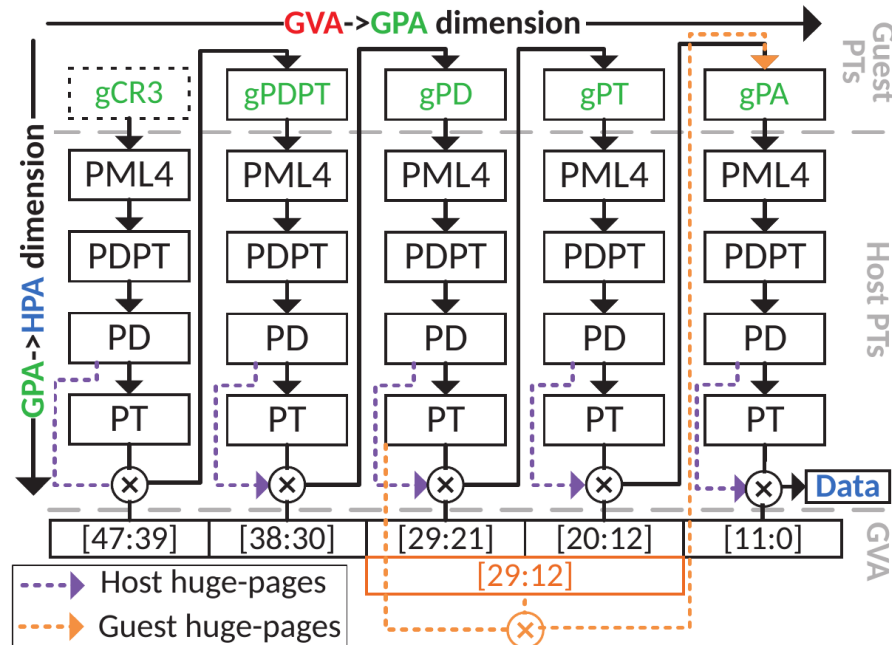 GVA->GPA dimension
GPA->HPA dimension
Guest PTs
gCR3 gPDPT gPD gPT gPA
PML4 PML4 PML4 PML4 PML4
PDPT PDPT PDPT PDPT PDPT
Host PTs
PD PD PD PD PD
PT PT PT PT PT
Data
[47:39] [38:30] [29:21] [20:12] [11:0]
GVA
[29:12]
Host huge-pages
Guest huge-pages